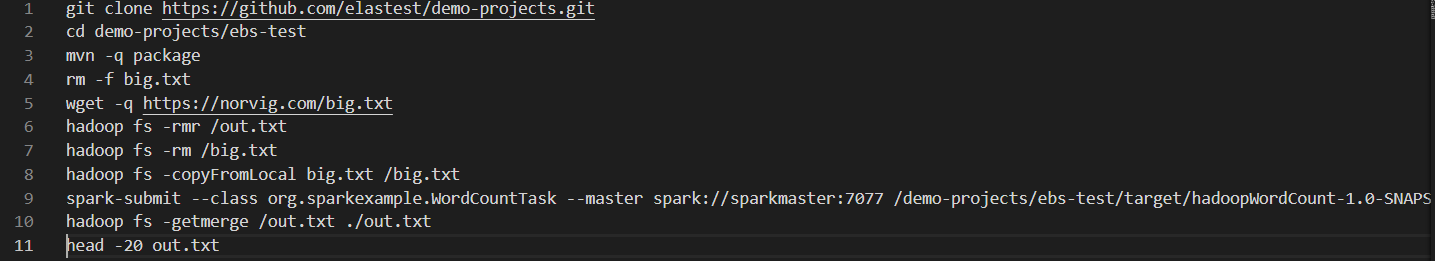 1 git clone https://github.com/elastest/demo-projects.git
2 cd demo-projects/ebs-test
3 mvn -q package
4 rm -f big.txt
5 wget -q https://norvig.com/big.txt
6 hadoop fs -rmr /out.txt
7 hadoop fs -rm /big.txt
8 hadoop fs -copyFromLocal big.txt /big.txt
9 spark-submit --class org.sparkexample.WordCountTask --master spark://sparkmaster:7077 /demo-projects/ebs-test/target/hadoopWordCount-1.0-SNAPS
10 hadoop fs -getmerge /out.txt ./out.txt
11 head -20 out.txt